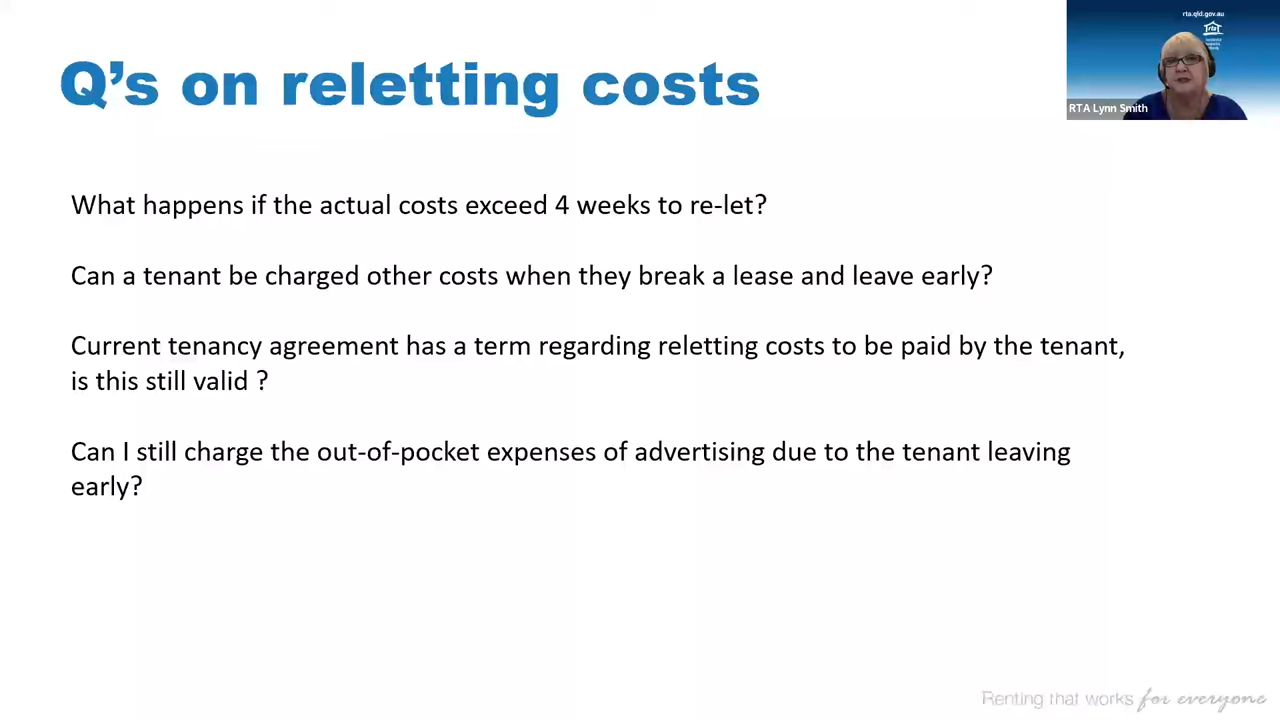 Q's on reletting costs
rta.qld.gov.au
rta
RTA Lynn Smith
What happens if the actual costs exceed 4 weeks to re-let?
Can a tenant be charged other costs when they break a lease and leave early?
Current tenancy agreement has a term regarding reletting costs to be paid by the tenant,
is this still valid ?
Can I still charge the out-of-pocket expenses of advertising due to the tenant leaving
early?
Renting that works for everyone